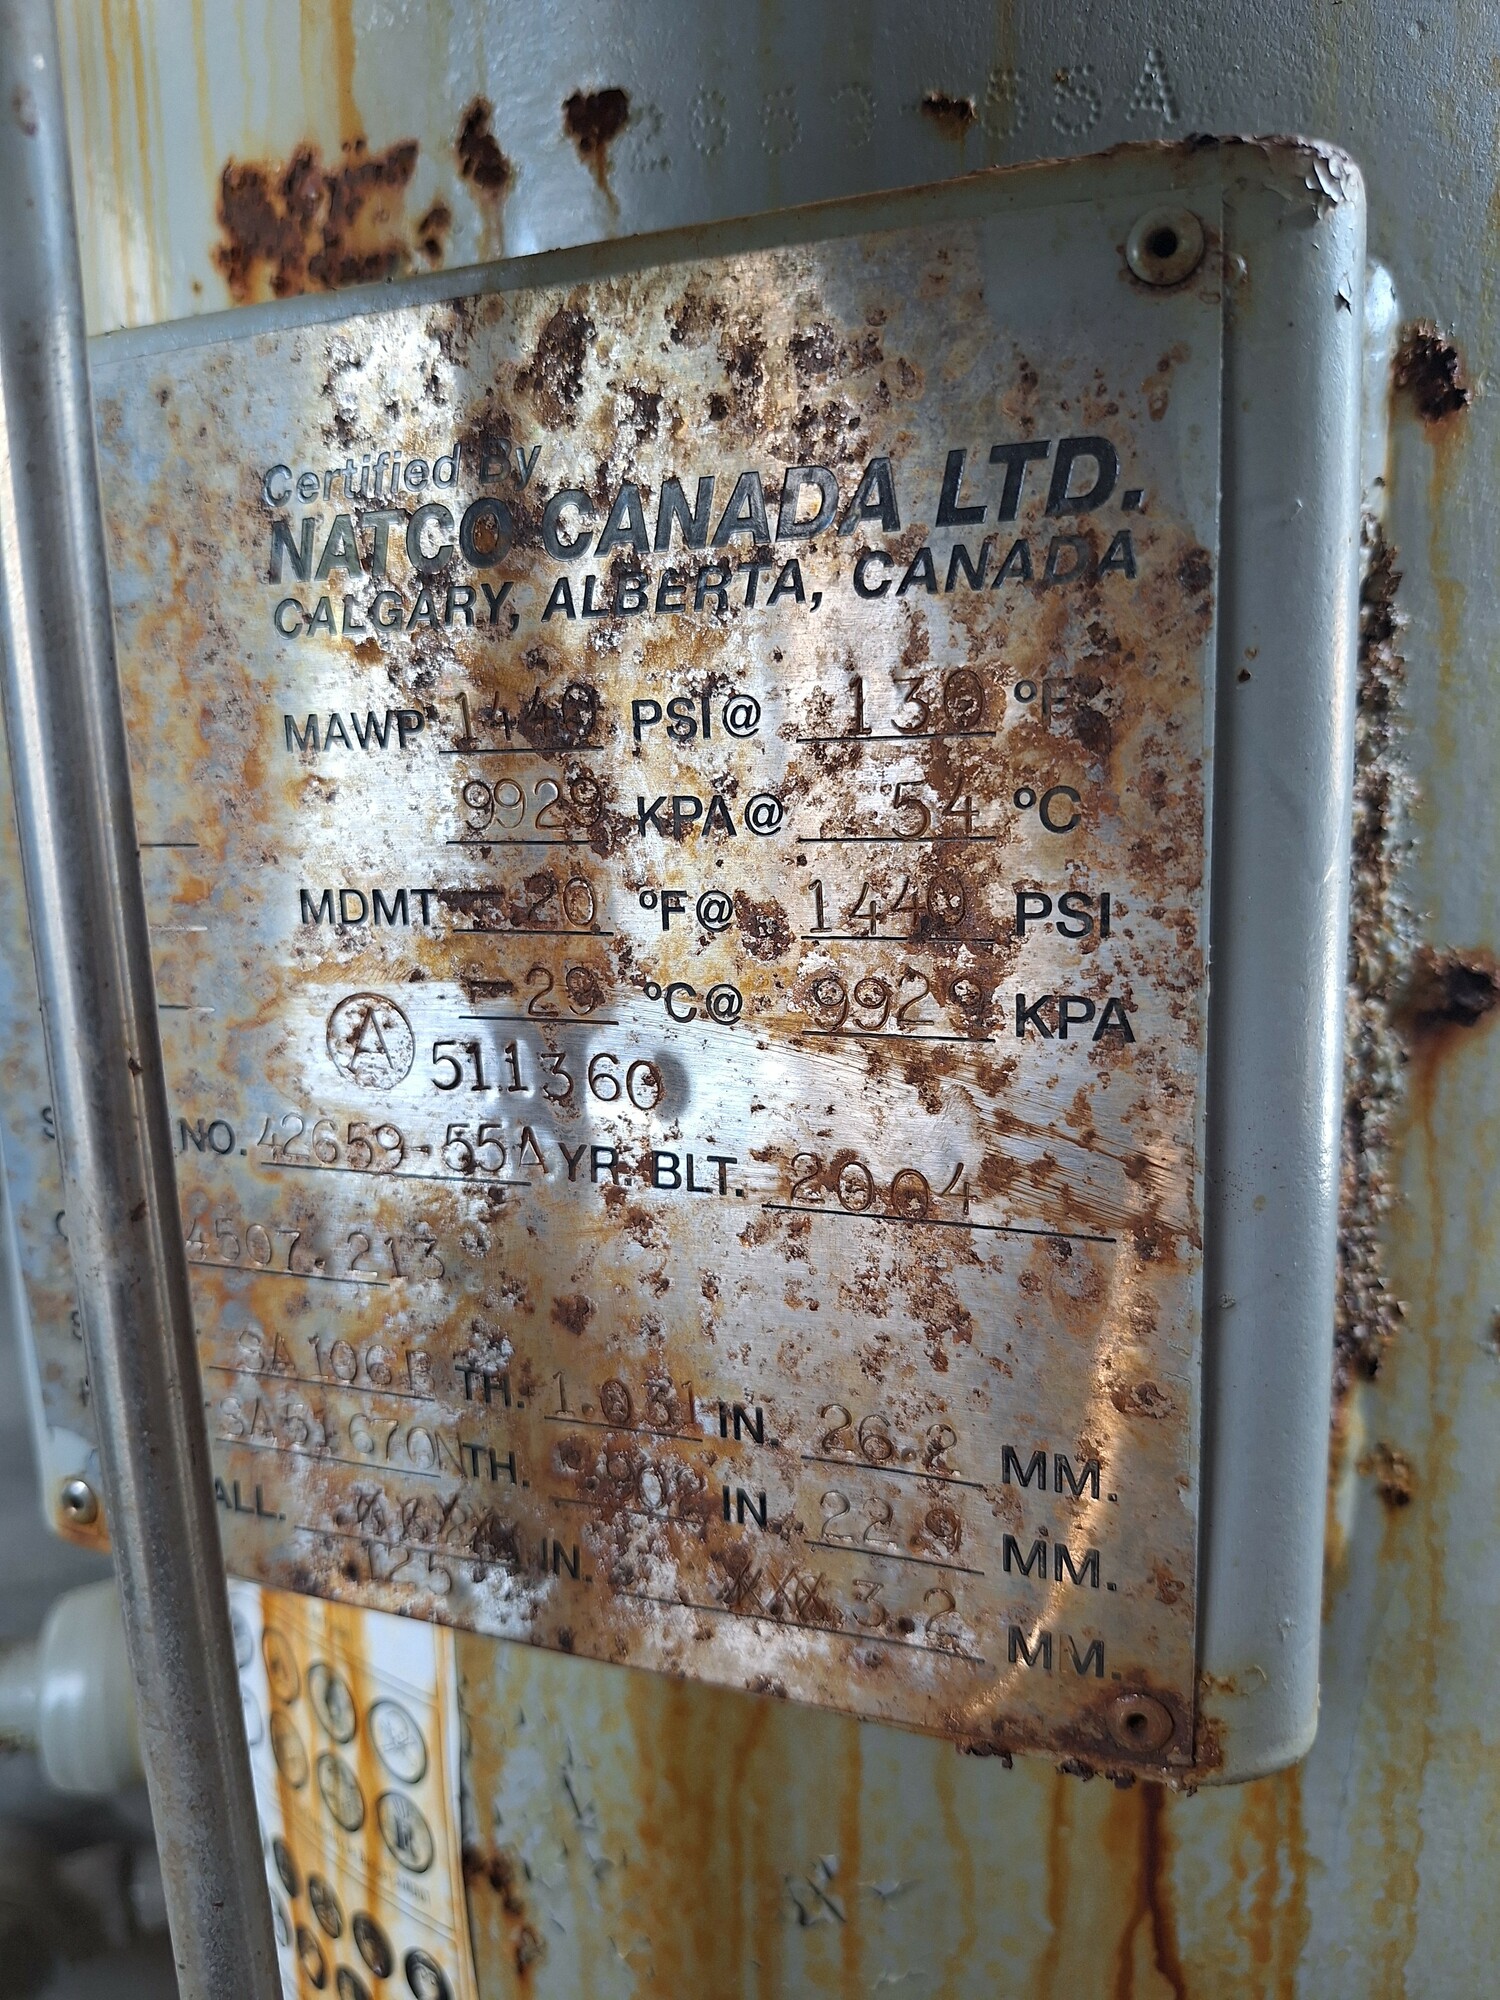 Certified By
NATCO CANADA LTD.
CALGARY, ALBERTA, CANADA
MAWP 1440 PSI@ 130 °F
9929 KPA@ 54 °C
MDMT -20 °F@ 1440 PSI
-29 °C@ 9929 KPA
A 511360
NO. 42659-55A YR. BLT. 2004
4507.213
SA106B TH. 1.031 IN. 26.2 MM.
SA51670N TH. .902 IN 22.9 MM.
ALL. .125 IN. 3.2 MM.